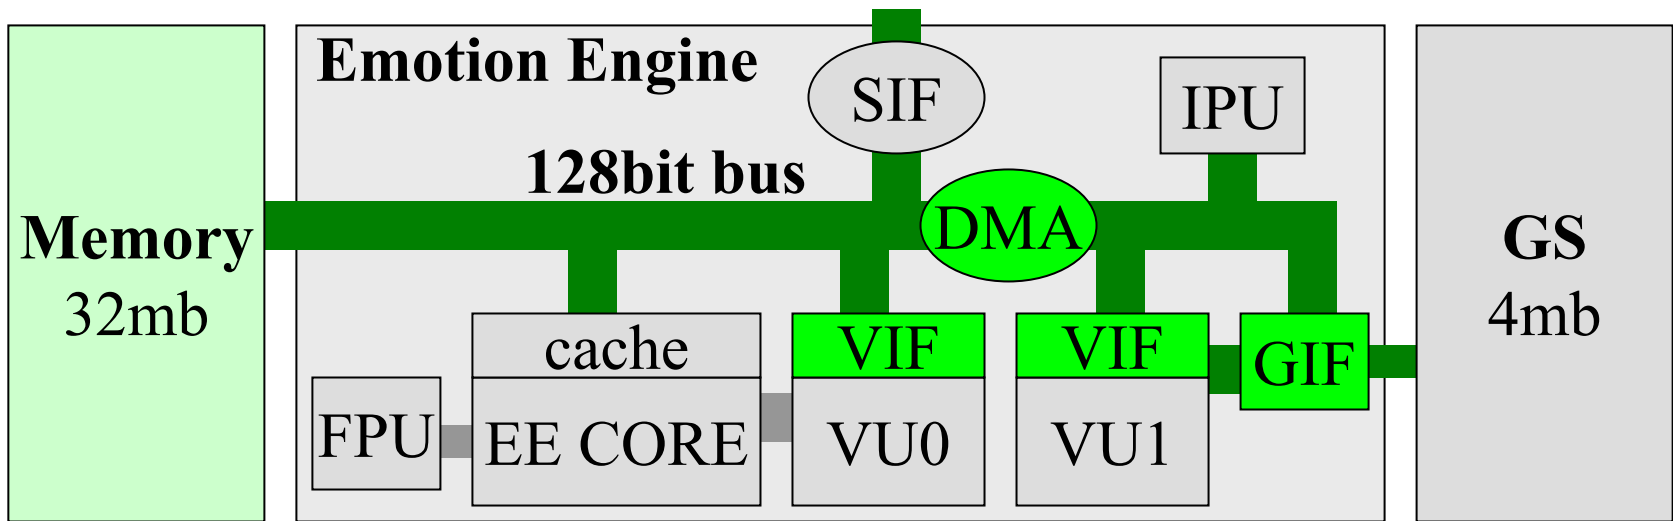 Emotion Engine
SIF
IPU
128bit bus
DMA
Memory
32mb
GS
4mb
cache
VIF
VIF
GIF
FPU
EE CORE
VU0
VU1